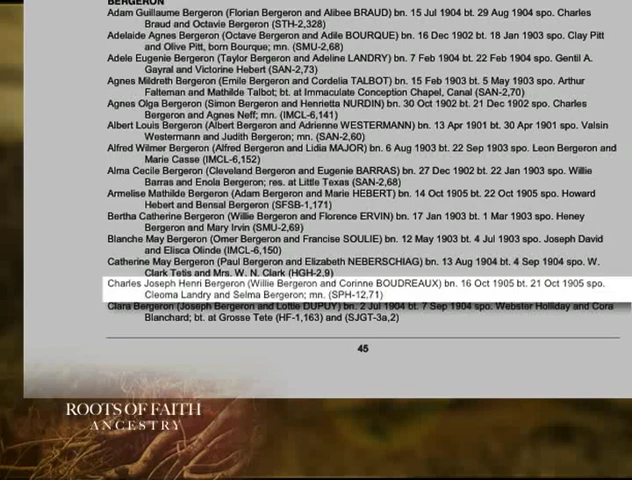 BERGERON
Adam Guillaume Bergeron (Florian Bergeron and Alibee BRAUD) bn. 15 Jul 1904 bt. 29 Aug 1904 spo. Charles
Braud and Octavie Bergeron (STH-2,328)
Adelaide Agnes Bergeron (Octave Bergeron and Adile BOURQUE) bn. 16 Dec 1902 bt. 18 Jan 1903 spo. Clay Pitt
and Olive Pitt, born Bourque; mn. (SMU-2,68)
Adele Eugenie Bergeron (Taylor Bergeron and Adeline LANDRY) bn. 7 Feb 1904 bt. 22 Feb 1904 spo. Gentil A.
Gayral and Victorine Hebert (SAN-2,73)
Agnes Mildreth Bergeron (Emile Bergeron and Cordelia TALBOT) bn. 15 Feb 1903 bt. 5 May 1903 spo. Arthur
Falteman and Mathilde Talbot; bt. at Immaculate Conception Chapel, Canal (SAN-2,70)
Agnes Olga Bergeron (Simon Bergeron and Henrietta NURDIN) bn. 30 Oct 1902 bt. 21 Dec 1902 spo. Charles
Bergeron and Agnes Neff; mn. (IMCL-6,141)
Albert Louis Bergeron (Albert Bergeron and Adrienne WESTERMANN) bn. 13 Apr 1901 bt. 30 Apr 1901 spo. Valsin
Westermann and Judith Bergeron; mn. (SAN-2,60)
Alfred Wilmer Bergeron (Alfred Bergeron and Lidia MAJOR) bn. 6 Aug 1903 bt. 22 Sep 1903 spo. Leon Bergeron and
Marie Casse (IMCL-6,152)
Alma Cecile Bergeron (Cleveland Bergeron and Eugenie BARRAS) bn. 27 Dec 1902 bt. 22 Jan 1903 spo. Willie
Barras and Enola Bergeron; res. at Little Texas (SAN-2,68)
Armelise Mathilde Bergeron (Adam Bergeron and Marie HEBERT) bn. 14 Oct 1905 bt. 22 Oct 1905 spo. Howard
Hebert and Bensal Bergeron (SFSB-1,171)
Bertha Catherine Bergeron (Willie Bergeron and Florence ERVIN) bn. 17 Jan 1903 bt. 1 Mar 1903 spo. Heney
Bergeron and Mary Irvin (SMU-2,69)
Blanche May Bergeron (Omer Bergeron and Francise SOULIE) bn. 12 May 1903 bt. 4 Jul 1903 spo. Joseph David
and Elisca Olinde (IMCL-6,150)
Catherine May Bergeron (Paul Bergeron and Elizabeth NEBERSCHIAG) bn. 13 Aug 1904 bt. 4 Sep 1904 spo. W.
Clark Tetis and Mrs. W. N. Clark (HGH-2,9)
Charles Joseph Henri Bergeron (Willie Bergeron and Corinne BOUDREAUX) bn. 16 Oct 1905 bt. 21 Oct 1905 spo.
Cleoma Landry and Selma Bergeron; mn. (SPH-12,71)
Clara Bergeron (Joseph Bergeron and Lottie DUPUY) bn. 2 Jul 1904 bt. 7 Sep 1904 spo. Webster Holliday and Cora
Blanchard; bt. at Grosse Tete (HF-1,163) and (SJGT-3a,2)
45
ROOTS OF FAITH
ANCESTRY